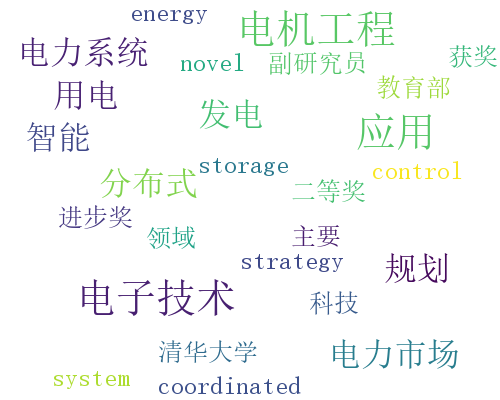 energy
电机工程
电力系统
novel
副研究员
获奖
用电
教育部
发电
应用
智能
storage
control
分布式
二等奖
进步奖
领域
主要
strategy
规划
电子技术
科技
清华大学
电力市场
system
coordinated